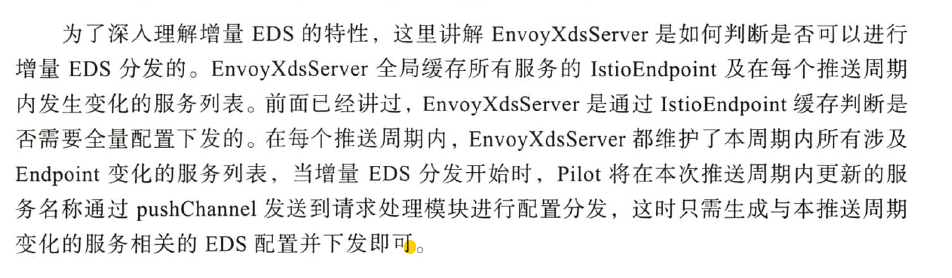 为了深入理解增量 EDS 的特性，这里讲解 EnvoyXdsServer 是如何判断是否可以进行
增量 EDS 分发的。EnvoyXdsServer 全局缓存所有服务的 IstioEndpoint 及在每个推送周期
内发生变化的服务列表。前面已经讲过，EnvoyXdsServer 是通过 IstioEndpoint 缓存判断是
否需要全量配置下发的。在每个推送周期内，EnvoyXdsServer 都维护了本周期内所有涉及
Endpoint 变化的服务列表，当增量 EDS 分发开始时，Pilot 将在本次推送周期内更新的服
务名称通过 pushChannel 发送到请求处理模块进行配置分发，这时只需生成与本推送周期
变化的服务相关的 EDS 配置并下发即可。